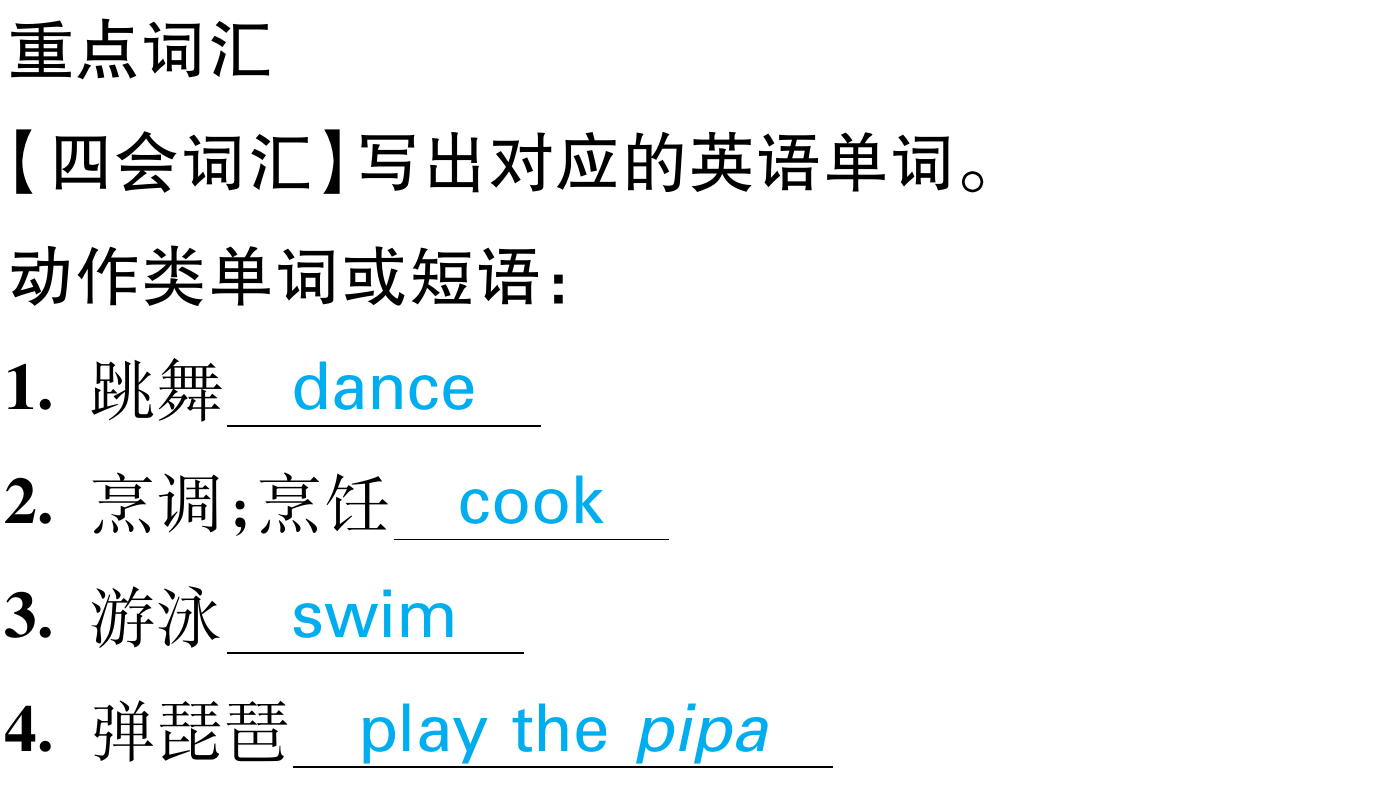 重点词汇
【四会词汇】写出对应的英语单词。
动作类单词或短语：
1. 跳舞 dance
2. 烹调；烹饪 cook
3. 游泳 swim
4. 弹琵琶 play the pipa